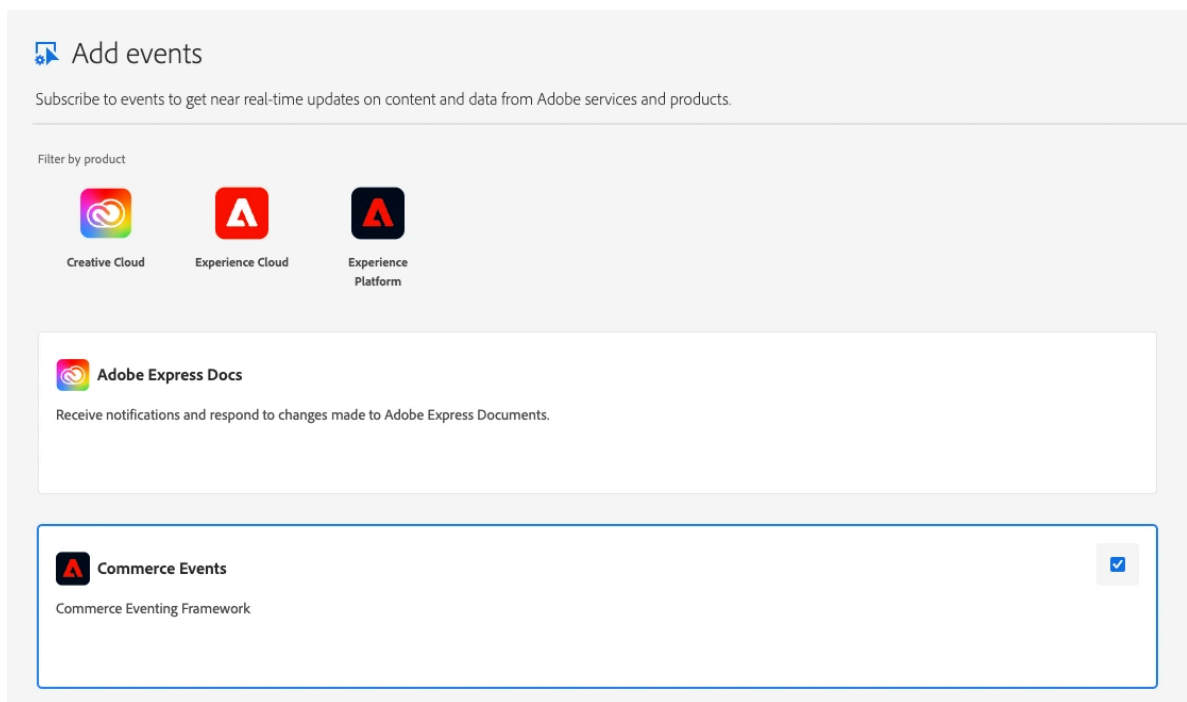 Add events
Subscribe to events to get near real-time updates on content and data from Adobe services and products.
Filter by product
Creative Cloud
Experience Cloud
Experience
Platform
Adobe Express Docs
Receive notifications and respond to changes made to Adobe Express Documents.
Commerce Events
Commerce Eventing Framework